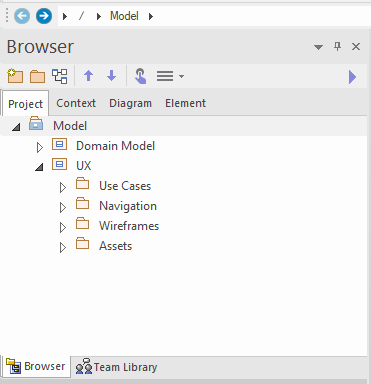 / Model
Browser
Project Context Diagram Element
Model
Domain Model
UX
Use Cases
Navigation
Wireframes
Assets
Browser Team Library